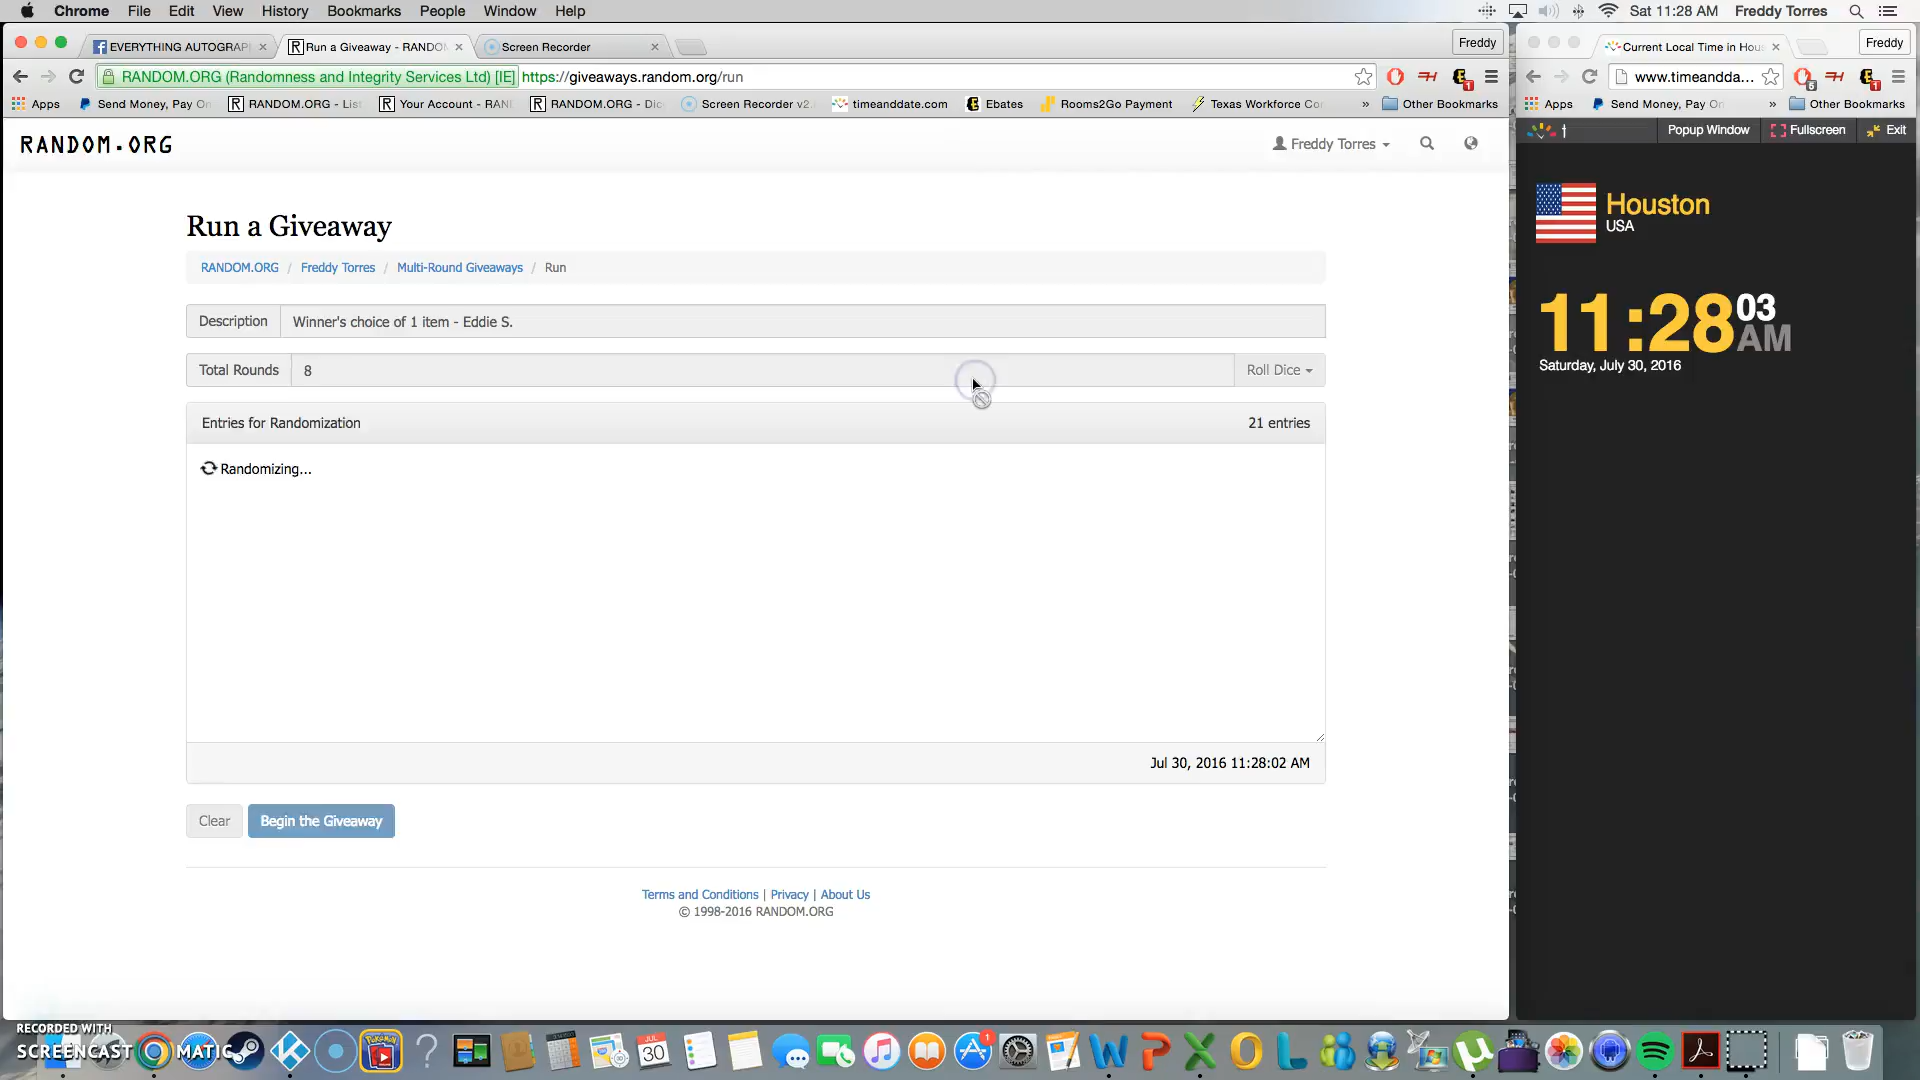 Chrome File Edit View History Bookmarks People Window Help
Sat 11:28 AM Freddy Torres
EVERYTHING AUTOGRAP
Run a Giveaway - RANDOM
Screen Recorder
Freddy
RANDOM.ORG (Randomness and Integrity Services Ltd) [IE] https://giveaways.random.org/run
Apps Send Money, Pay On RANDOM.ORG - List Your Account - RAND RANDOM.ORG - Dic Screen Recorder v2. timeanddate.com Ebates Rooms2Go Payment Texas Workforce Co » Other Bookmarks
RANDOM.ORG
Freddy Torres
Run a Giveaway
RANDOM.ORG / Freddy Torres / Multi-Round Giveaways / Run
Description Winner's choice of 1 item - Eddie S.
Total Rounds 8 Roll Dice
Entries for Randomization 21 entries
Randomizing...
Jul 30, 2016 11:28:02 AM
Clear Begin the Giveaway
Terms and Conditions | Privacy | About Us
© 1998-2016 RANDOM.ORG
Current Local Time in Hou
Freddy
www.timeandda...
Apps Send Money, Pay On » Other Bookmarks
t Popup Window Fullscreen Exit
Houston
USA
11:28 03 AM
Saturday, July 30, 2016
RECORDED WITH
SCREENCAST MATIC
JUL
30
1